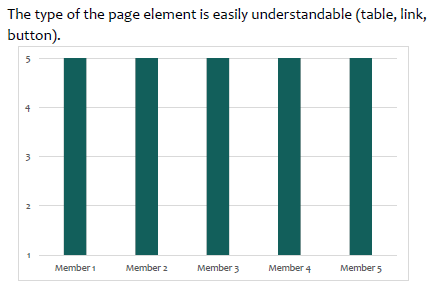 The type of the page element is easily understandable (table, link,
button).
5
4
3
2
1
Member 1 Member 2 Member 3 Member 4 Member 5